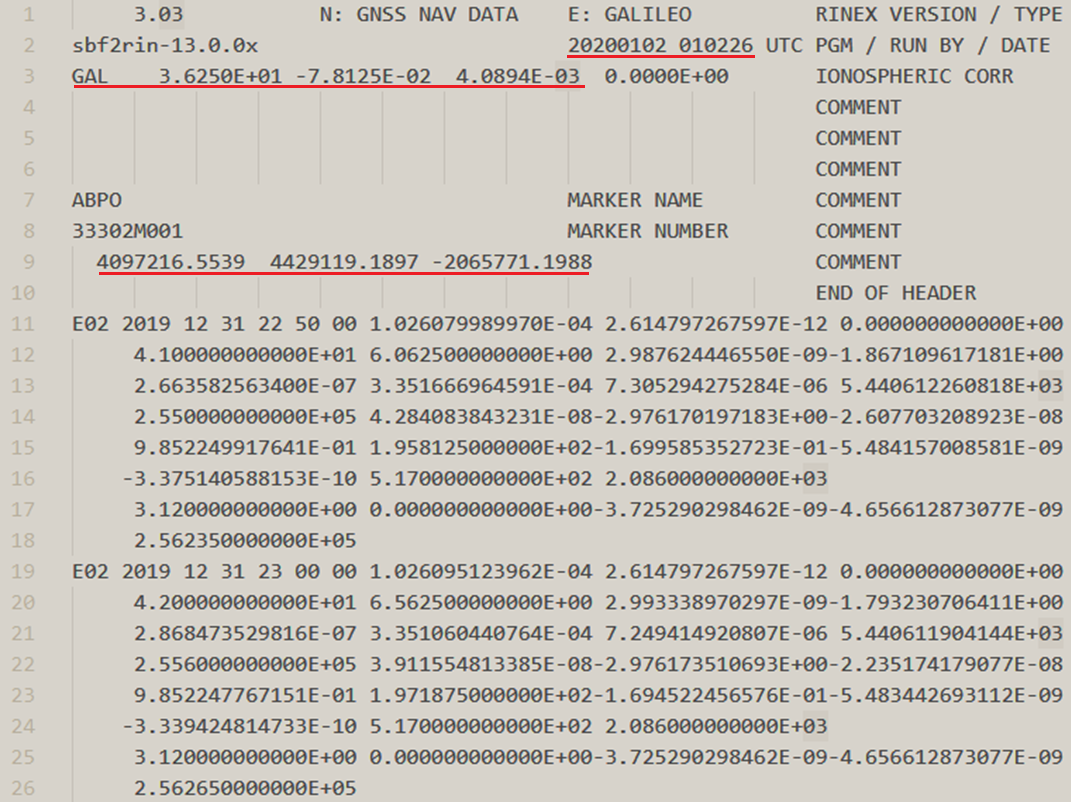 1 3.03 N: GNSS NAV DATA E: GALILEO RINEX VERSION / TYPE
2 sbf2rin-13.0.0x 20200102 010226 UTC PGM / RUN BY / DATE
3 GAL 3.6250E+01 -7.8125E-02 4.0894E-03 0.0000E+00 IONOSPHERIC CORR
4 COMMENT
5 COMMENT
6 COMMENT
7 ABPO MARKER NAME COMMENT
8 33302M001 MARKER NUMBER COMMENT
9 4097216.5539 4429119.1897 -2065771.1988 COMMENT
10 END OF HEADER
11 E02 2019 12 31 22 50 00 1.026079989970E-04 2.614797267597E-12 0.000000000000E+00
12 4.100000000000E+01 6.062500000000E+00 2.987624446550E-09-1.867109617181E+00
13 2.663582563400E-07 3.351666964591E-04 7.305294275284E-06 5.440612260818E+03
14 2.550000000000E+05 4.284083843231E-08-2.976170197183E+00-2.607703208923E-08
15 9.852249917641E-01 1.958125000000E+02-1.699585352723E-01-5.484157008581E-09
16 -3.375140588153E-10 5.170000000000E+02 2.086000000000E+03
17 3.120000000000E+00 0.000000000000E+00-3.725290298462E-09-4.656612873077E-09
18 2.562350000000E+05
19 E02 2019 12 31 23 00 00 1.026095123962E-04 2.614797267597E-12 0.000000000000E+00
20 4.200000000000E+01 6.562500000000E+00 2.993338970297E-09-1.793230706411E+00
21 2.868473529816E-07 3.351060440764E-04 7.249414920807E-06 5.440611904144E+03
22 2.556000000000E+05 3.911554813385E-08-2.976173510693E+00-2.235174179077E-08
23 9.852247767151E-01 1.971875000000E+02-1.694522456576E-01-5.483442693112E-09
24 -3.339424814733E-10 5.170000000000E+02 2.086000000000E+03
25 3.120000000000E+00 0.000000000000E+00-3.725290298462E-09-4.656612873077E-09
26 2.562650000000E+05